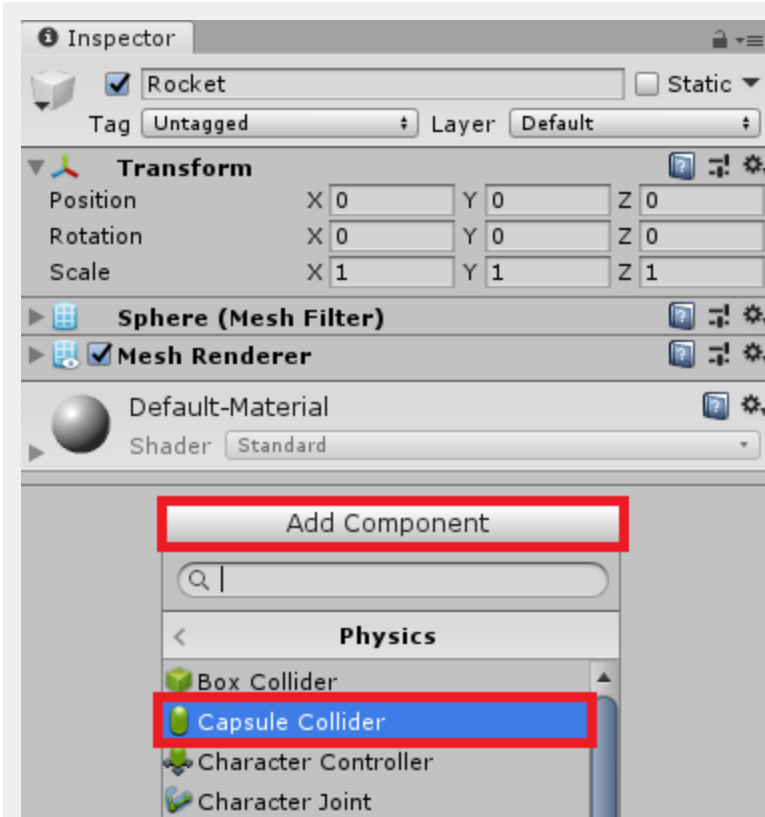 Inspector
Rocket Static
Tag Untagged Layer Default
Transform
Position X 0 Y 0 Z 0
Rotation X 0 Y 0 Z 0
Scale X 1 Y 1 Z 1
Sphere (Mesh Filter)
Mesh Renderer
Default-Material
Shader Standard
Add Component
Physics
Box Collider
Capsule Collider
Character Controller
Character Joint